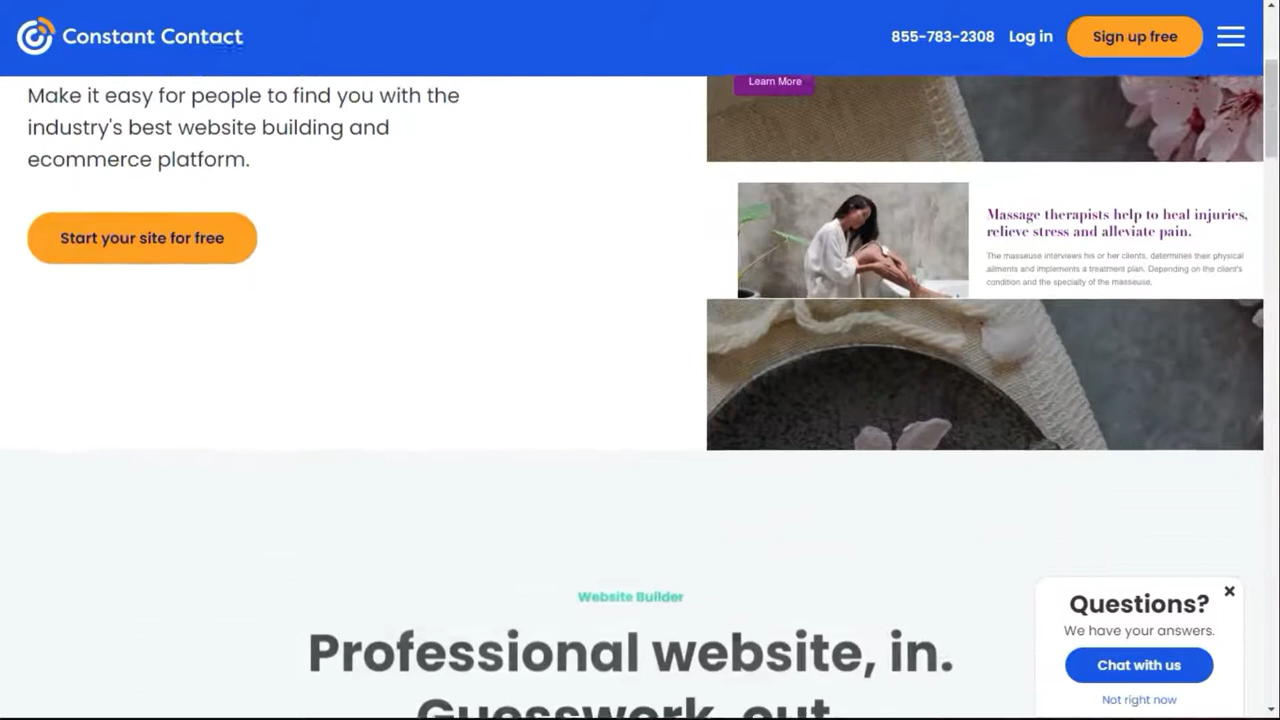 Constant Contact
855-783-2308
Log in
Sign up free
Make it easy for people to find you with the
industry's best website building and
ecommerce platform.
Start your site for free
Learn More
Massage therapists help to heal injuries,
relieve stress and alleviate pain.
The masseuse interviews his or her clients, determines their physical
ailments and implements a treatment plan. Depending on the client's
condition and the specialty of the masseuse.
Website Builder
Professional website, in.
Guesswork, out.
Questions?
We have your answers.
Chat with us
Not right now